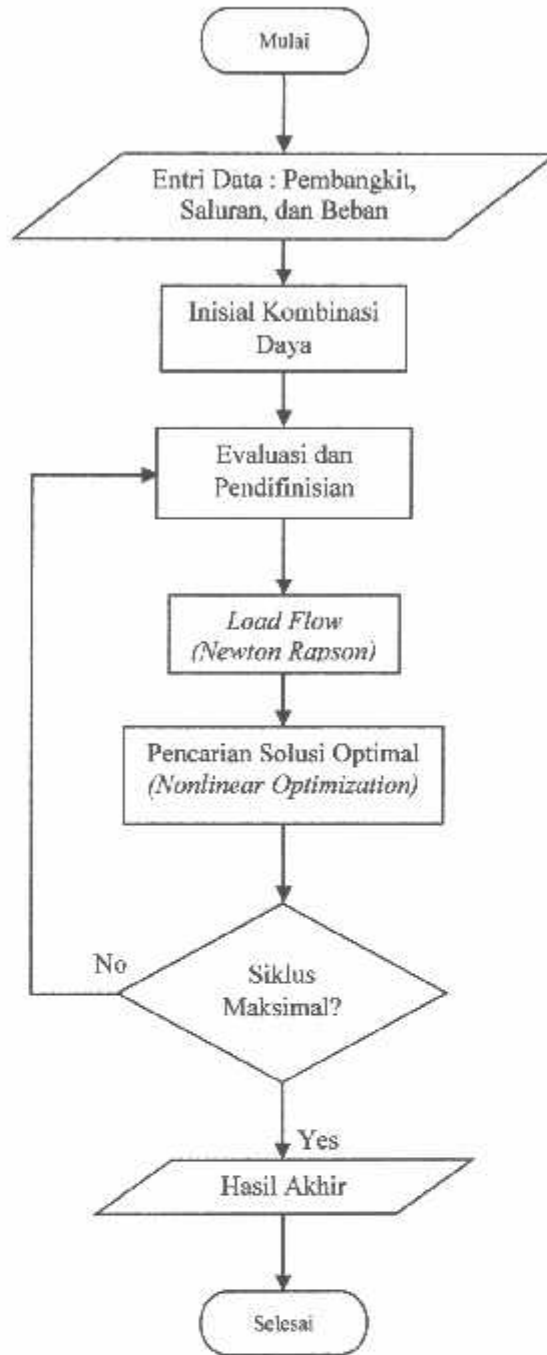 Mulai
Entri Data : Pembangkit,
Saluran, dan Beban
Inisial Kombinasi
Daya
Evaluasi dan
Pendifinisian
Load Flow
(Newton Rapson)
Pencarian Solusi Optimal
(Nonlinear Optimization)
Siklus
Maksimal?
No
Yes
Hasil Akhir
Selesai